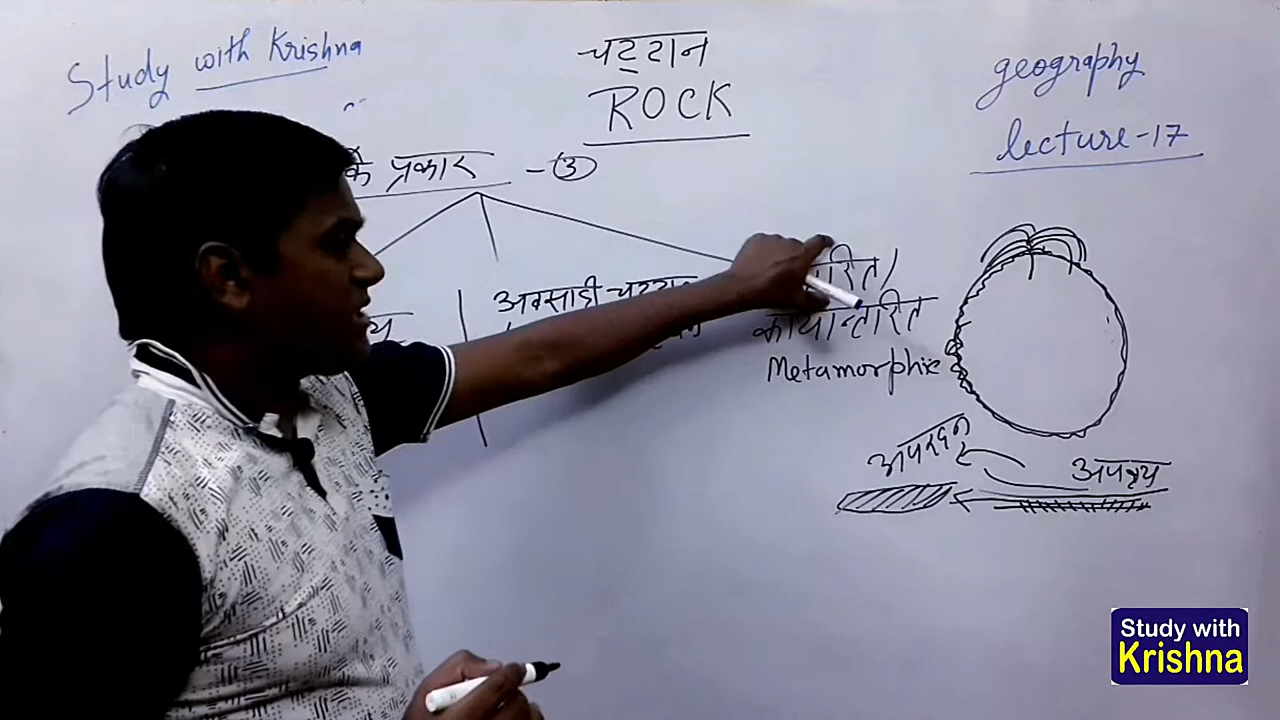 Study with Krishna
चट्टान
ROCK
geography
lecture-17
के प्रकार - ③
अवसादी चट्टान
रित/
कायान्तरित
Metamorphic
अपरदन
अपक्षय
Study with
Krishna